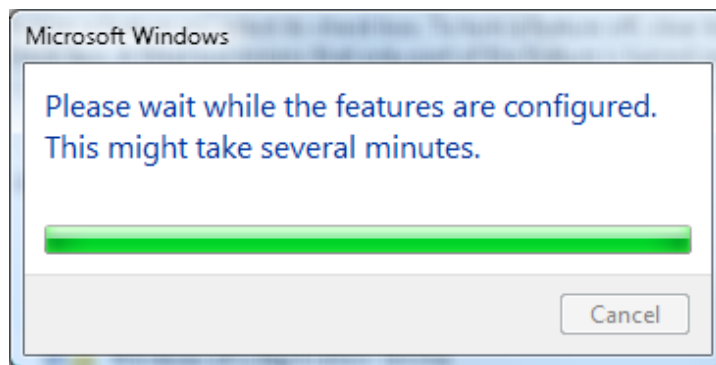 Microsoft Windows
Please wait while the features are configured.
This might take several minutes.
Cancel